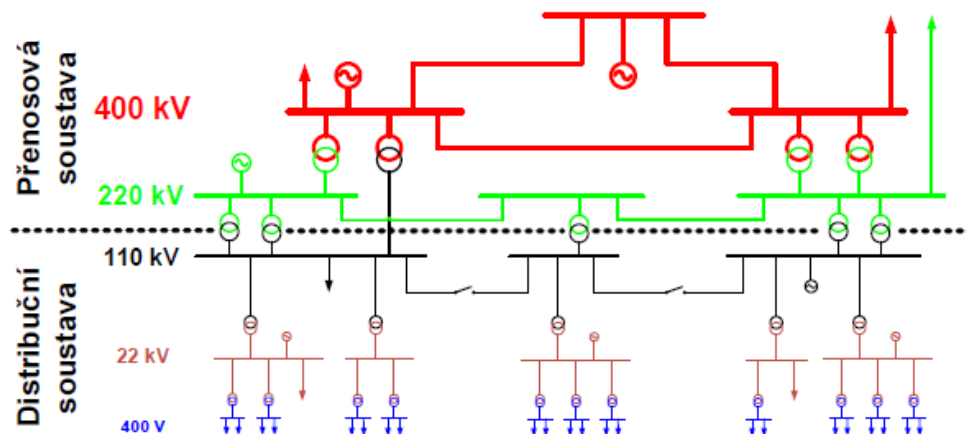 Přenosová
soustava
400 kV
220 kV
110 kV
Distribuční
soustava
22 kV
400 V